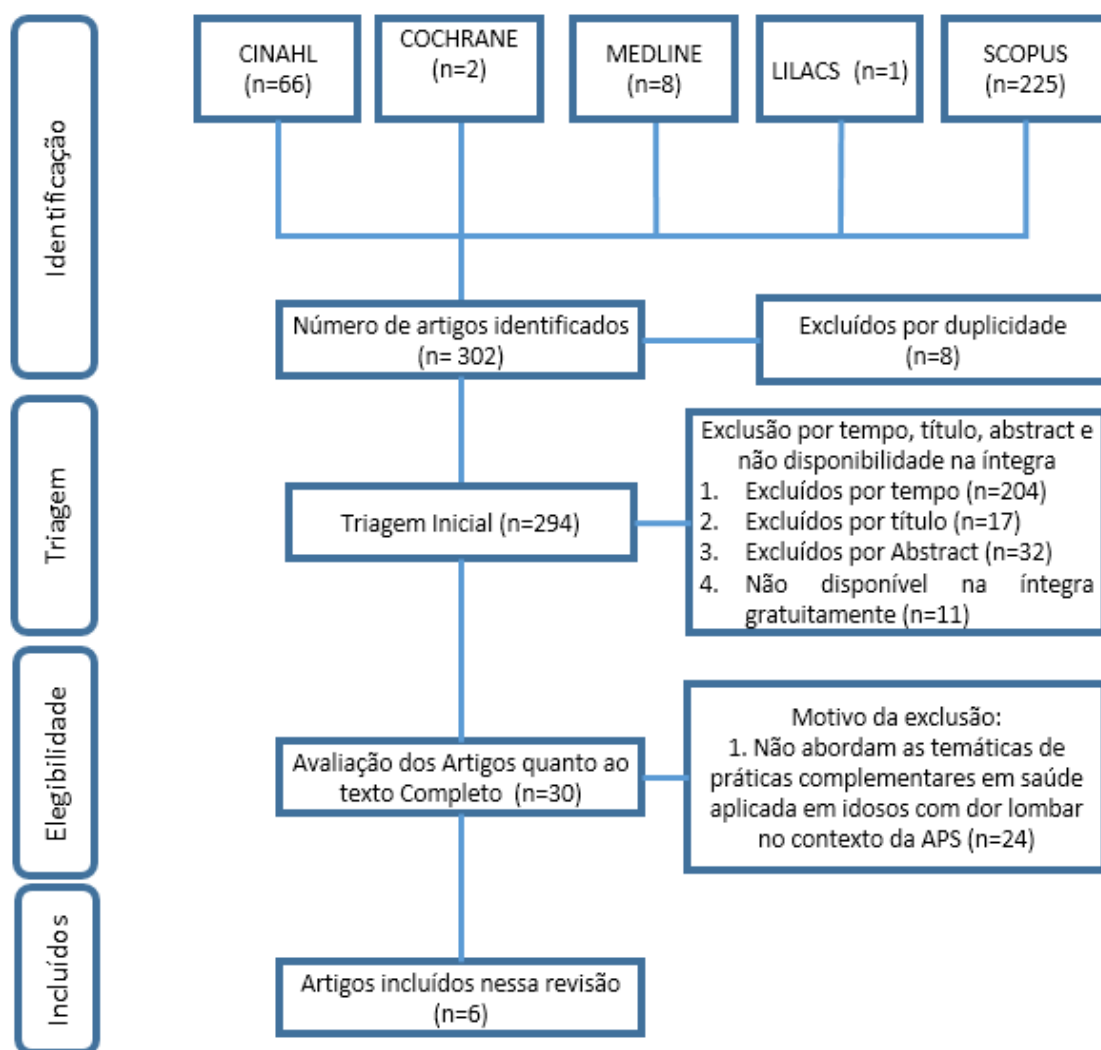 Identificação
CINAHL
(n=66)
COCHRANE
(n=2)
MEDLINE
(n=8)
LILACS (n=1)
SCOPUS
(n=225)
Número de artigos identificados
(n= 302)
Excluídos por duplicidade
(n=8)
Triagem
Triagem Inicial (n=294)
Exclusão por tempo, título, abstract e
não disponibilidade na íntegra
1. Excluídos por tempo (n=204)
2. Excluídos por título (n=17)
3. Excluídos por Abstract (n=32)
4. Não disponível na íntegra
gratuitamente (n=11)
Elegibilidade
Avaliação dos Artigos quanto ao
texto Completo (n=30)
Motivo da exclusão:
1. Não abordam as temáticas de
práticas complementares em saúde
aplicada em idosos com dor lombar
no contexto da APS (n=24)
Incluídos
Artigos incluídos nessa revisão
(n=6)